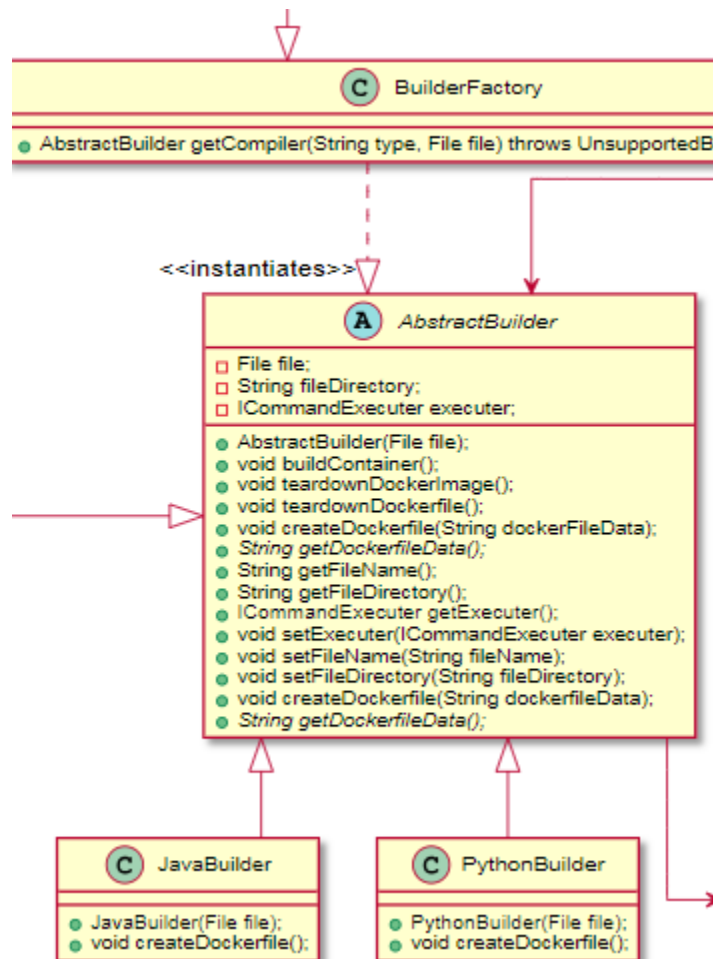 C BuilderFactory
AbstractBuilder getCompiler(String type, File file) throws UnsupportedB
<<instantiates>>
A AbstractBuilder
File file;
String fileDirectory;
ICommandExecuter executer;
AbstractBuilder(File file);
void buildContainer();
void teardownDockerImage();
void teardownDockerfile();
void createDockerfile(String dockerFileData);
String getDockerfileData();
String getFileName();
String getFileDirectory();
ICommandExecuter getExecuter();
void setExecuter(ICommandExecuter executer);
void setFileName(String fileName);
void setFileDirectory(String fileDirectory);
void createDockerfile(String dockerfileData);
String getDockerfileData();
C JavaBuilder
JavaBuilder(File file);
void createDockerfile();
C PythonBuilder
PythonBuilder(File file);
void createDockerfile();